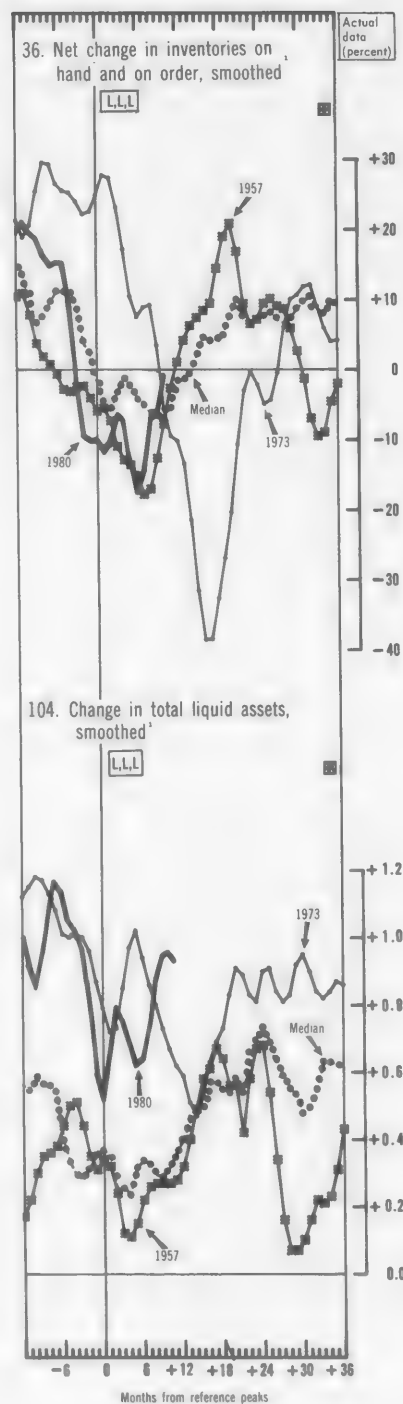 Actual
data
(percent)
36. Net change in inventories on
hand and on order, smoothed¹
L,L,L
+30
1957
+20
+10
0
Median
1980
1973
-10
-20
-30
-40
104. Change in total liquid assets,
smoothed¹
L,L,L
+1.2
1973
+1.0
+0.8
Median
1980
+0.6
+0.4
1957
+0.2
0.0
-6 0 6 +12 +18 +24 +30 +36
Months from reference peaks